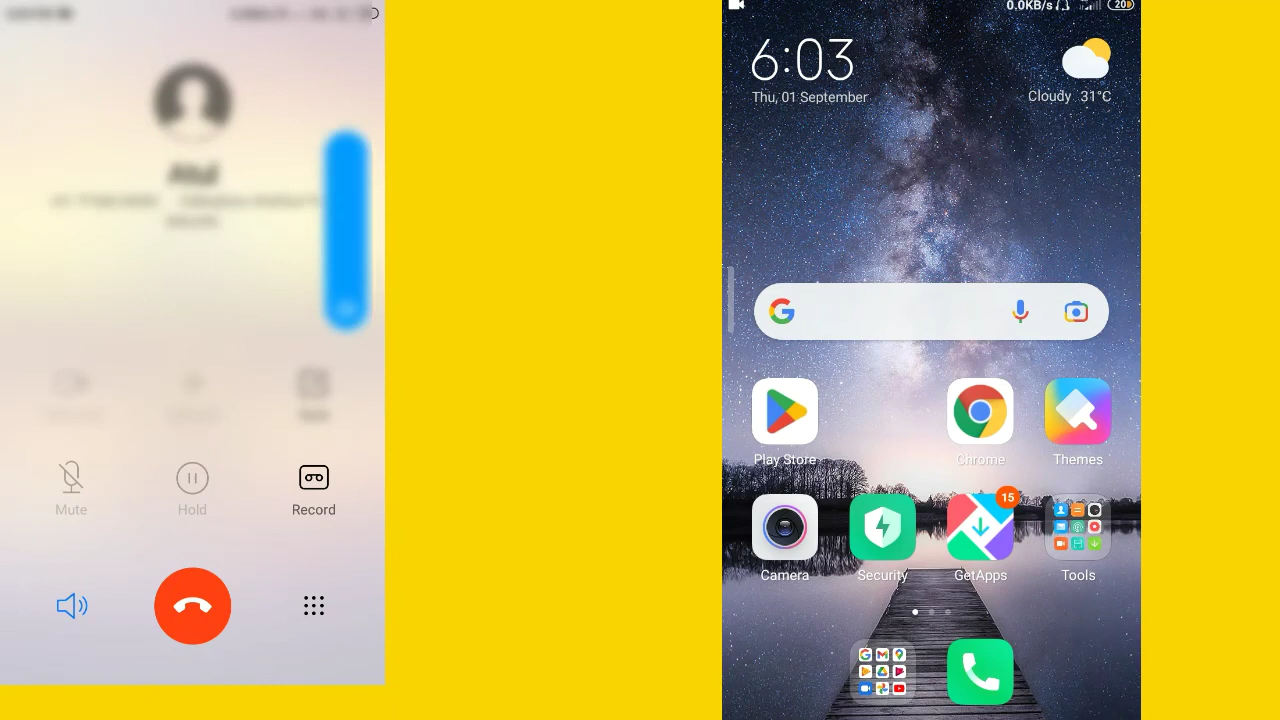 Mute
Hold
Record
0.0KB/s
20
6:03
Thu, 01 September
Cloudy 31°C
Play Store
Chrome
Themes
15
Camera
Security
GetApps
Tools